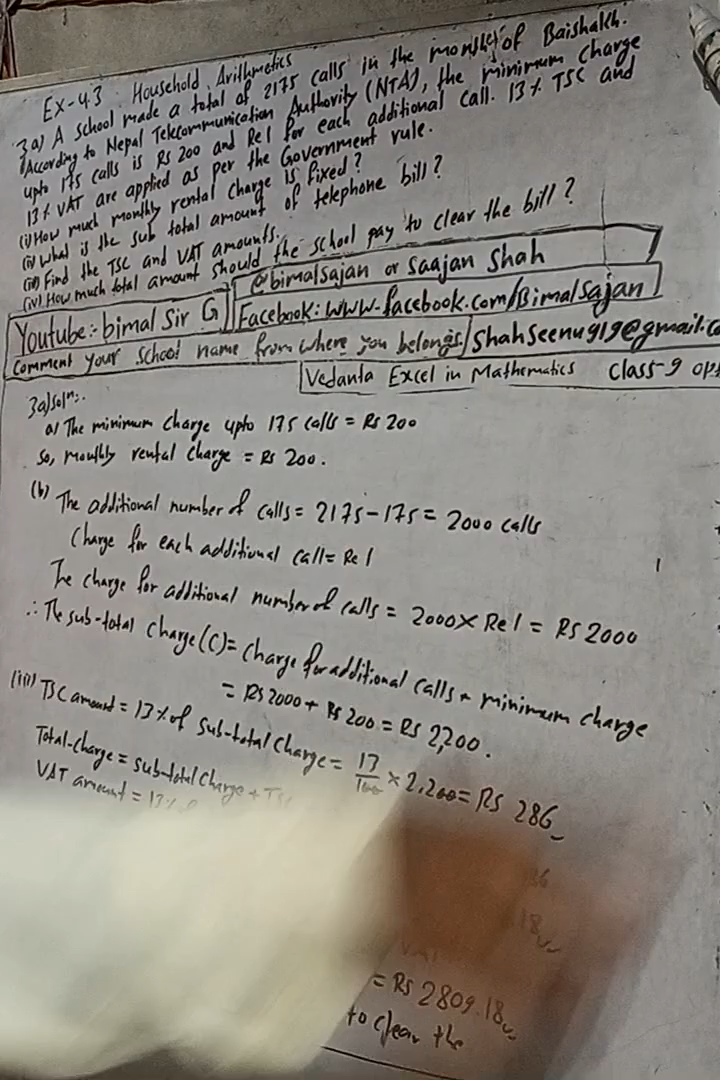 Ex-4.3 Household Arithmetics
3a) A school made a total of 2175 calls in the month of Baishakh.
According to Nepal Telecommunication Authority (NTA), the minimum charge
upto 175 calls is Rs 200 and Re 1 for each additional call. 13% TSC and
13% VAT are applied as per the Government rule.
(i) How much monthly rental charge is fixed?
(ii) What is the sub total amount of telephone bill?
(iii) Find the TSC and VAT amounts.
(iv) How much total amount should the school pay to clear the bill?
Youtube:- bimal Sir G
@bimalsajan or Saajan Shah
Facebook: www.facebook.com/Bimalsajan
Comment your school name from where you belongs/shahseenu919@gmail.co
Vedanta Excel in Mathematics Class-9 opt
3a)soln:.
a) The minimum charge upto 175 calls = Rs 200
So, monthly rental charge = Rs 200.
(b) The additional number of calls = 2175-175 = 2000 calls
Charge for each additional call= Re 1
The charge for additional number of calls = 2000 × Re 1 = RS 2000
∴ The sub-total charge (C)= charge for additional calls + minimum charge
= RS 2000 + Rs 200 = Rs 2,200.
(iii) TSC amount = 13% of sub-total charge = 13/100 × 2,200 = Rs 286
Total-charge = sub-total charge +
VAT amount = 13%
= Rs 2809.18
to clear the